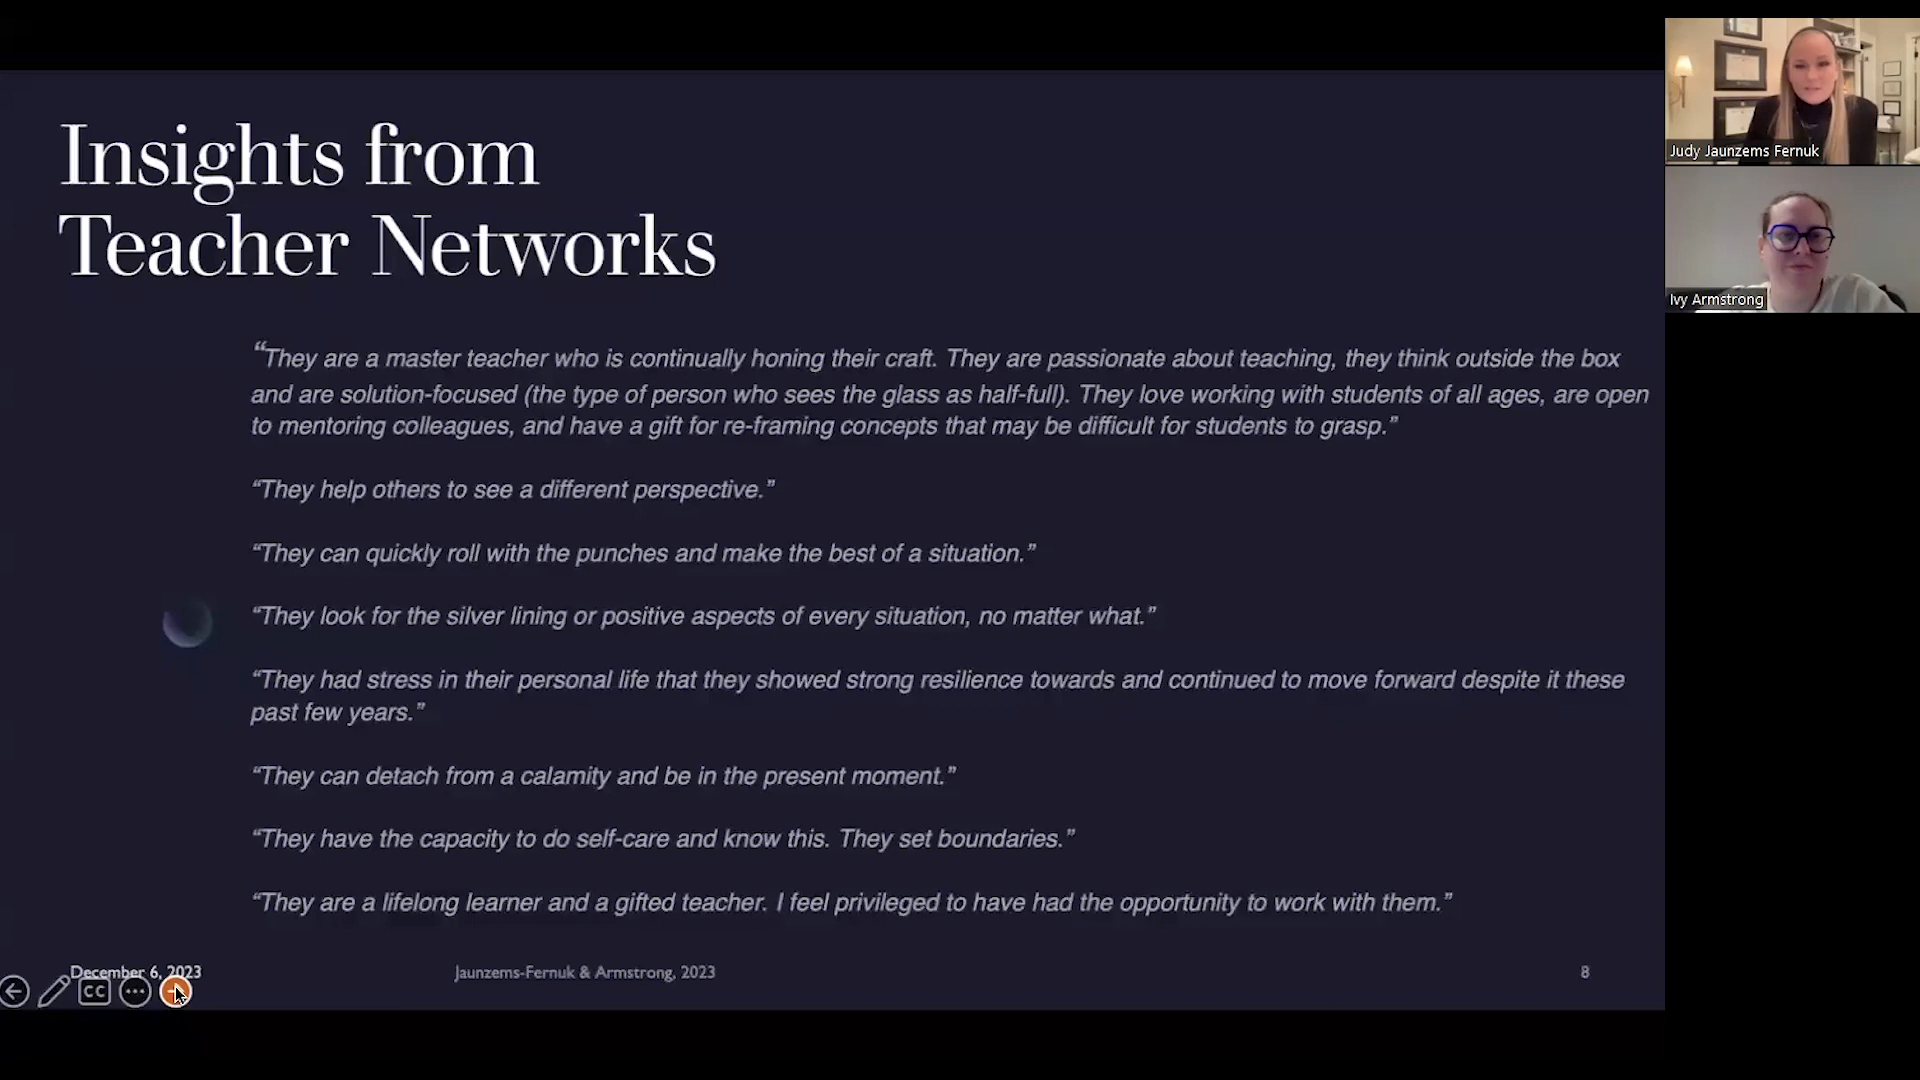 Insights from
Teacher Networks
“They are a master teacher who is continually honing their craft. They are passionate about teaching, they think outside the box
and are solution-focused (the type of person who sees the glass as half-full). They love working with students of all ages, are open
to mentoring colleagues, and have a gift for re-framing concepts that may be difficult for students to grasp.”
“They help others to see a different perspective.”
“They can quickly roll with the punches and make the best of a situation.”
“They look for the silver lining or positive aspects of every situation, no matter what.”
“They had stress in their personal life that they showed strong resilience towards and continued to move forward despite it these
past few years.”
“They can detach from a calamity and be in the present moment.”
“They have the capacity to do self-care and know this. They set boundaries.”
“They are a lifelong learner and a gifted teacher. I feel privileged to have had the opportunity to work with them.”
December 6, 2023
Jaunzems-Fernuk & Armstrong, 2023
8
CC
Judy Jaunzems Fernuk
Ivy Armstrong